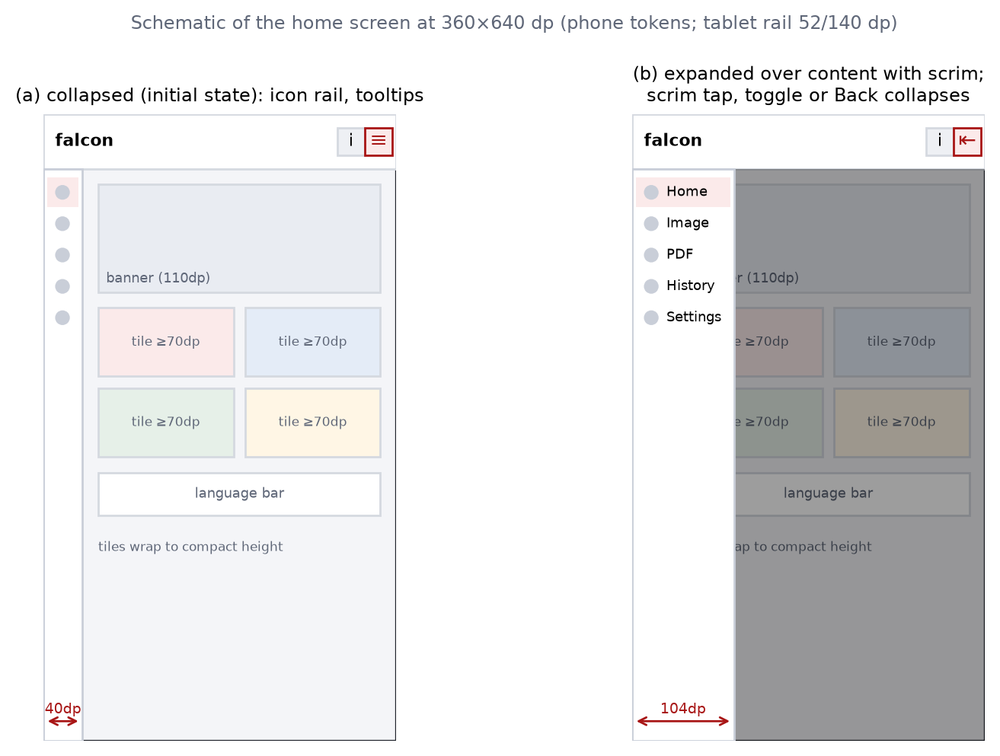 Schematic of the home screen at 360×640 dp (phone tokens; tablet rail 52/140 dp)
(a) collapsed (initial state): icon rail, tooltips
falcon
i ≡
banner (110dp)
tile ≥70dp
tile ≥70dp
tile ≥70dp
tile ≥70dp
language bar
tiles wrap to compact height
40dp
(b) expanded over content with scrim;
scrim tap, toggle or Back collapses
falcon
i ⇤
Home
Image
PDF
History
Settings
r (110dp)
e ≥70dp
tile ≥70dp
e ≥70dp
tile ≥70dp
language bar
ap to compact height
104dp